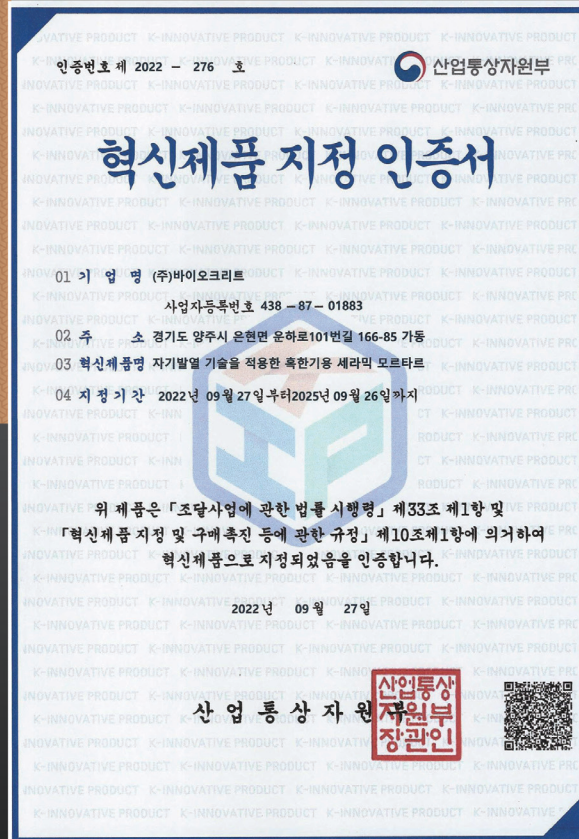 인증번호 제 2022 - 276 호
산업통상자원부
혁신제품 지정 인증서
01 기 업 명 (주)바이오크리트
사업자등록번호 438 -87- 01883
02 주 소 경기도 양주시 은현면 운하로101번길 166-85 가동
03 혁신제품명 자기발열 기술을 적용한 혹한기용 세라믹 모르타르
04 지 정 기 간 2022년 09월 27일부터2025년 09월 26일까지
위 제품은 「조달사업에 관한 법률 시행령」 제33조 제1항 및
「혁신제품 지정 및 구매촉진 등에 관한 규정」 제10조제1항에 의거하여
혁신제품으로 지정되었음을 인증합니다.
2022년 09월 27일
산 업 통 상 자 원 부
산업통상
자원부
장관인
K-INNOVATIVE PRODUCT